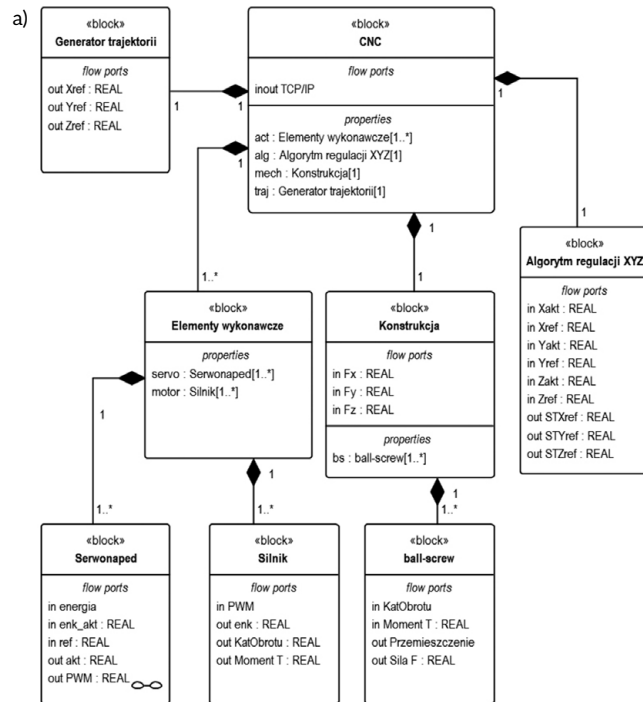 a)
«block»
Generator trajektorii
flow ports
out Xref : REAL
out Yref : REAL
out Zref : REAL
1
1
«block»
CNC
flow ports
inout TCP/IP
properties
act : Elementy wykonawcze[1..*]
alg : Algorytm regulacji XYZ[1]
mech : Konstrukcja[1]
traj : Generator trajektorii[1]
1
1
1
1..*
1
1
«block»
Algorytm regulacji XYZ
flow ports
in Xakt : REAL
in Xref : REAL
in Yakt : REAL
in Yref : REAL
in Zakt : REAL
in Zref : REAL
out STXref : REAL
out STYref : REAL
out STZref : REAL
«block»
Elementy wykonawcze
properties
servo : Serwonaped[1..*]
motor : Silnik[1..*]
1
1
1..*
1..*
«block»
Konstrukcja
flow ports
in Fx : REAL
in Fy : REAL
in Fz : REAL
properties
bs : ball-screw[1..*]
1
1..*
«block»
Serwonaped
flow ports
in energia
in enk_akt : REAL
in ref : REAL
out akt : REAL
out PWM : REAL
«block»
Silnik
flow ports
in PWM
out enk : REAL
out KatObrotu : REAL
out Moment T : REAL
«block»
ball-screw
flow ports
in KatObrotu
in Moment T : REAL
out Przemieszczenie
out Sila F : REAL